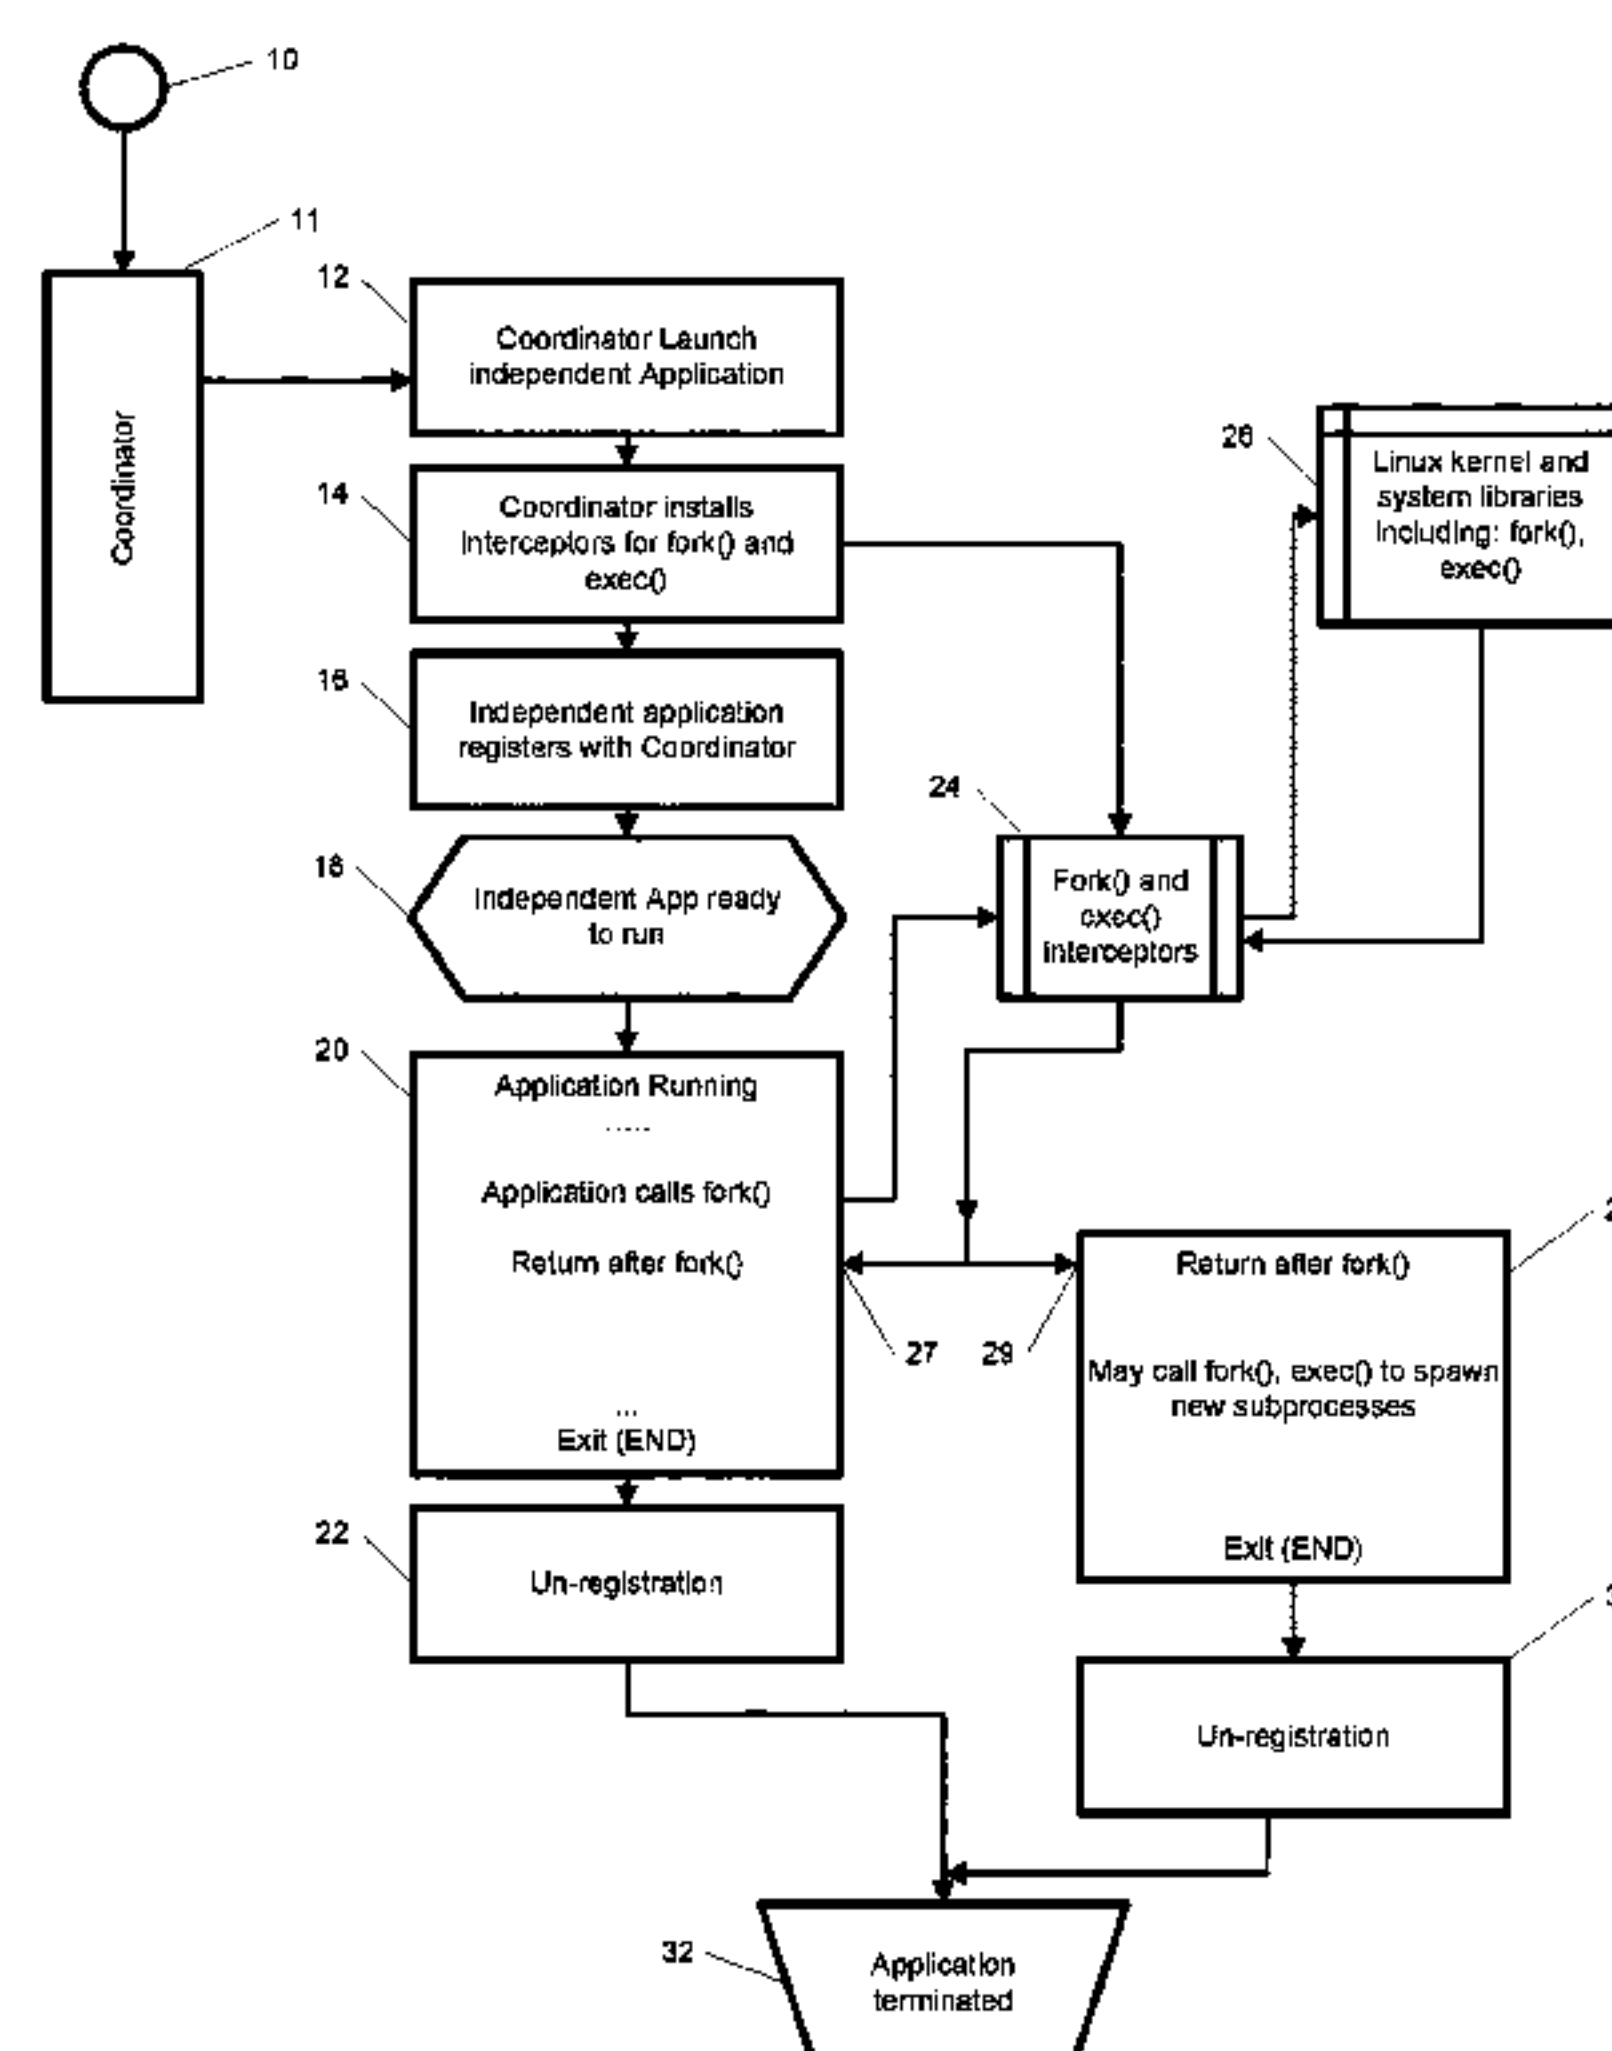 10
11
12
Coordinator Launch
independent Application
Coordinator
26
Linux kernel and
system libraries
including: fork(),
exec()
14
Coordinator installs
interceptors for fork() and
exec()
16
Independent application
registers with Coordinator
24
Fork() and
exec()
interceptors
18
Independent App ready
to run
20
Application Running
.....
Application calls fork()
Return after fork()
...
Exit (END)
27
29
Return after fork()
May call fork(), exec() to spawn
new subprocesses
Exit (END)
22
Un-registration
Un-registration
32
Application
terminated